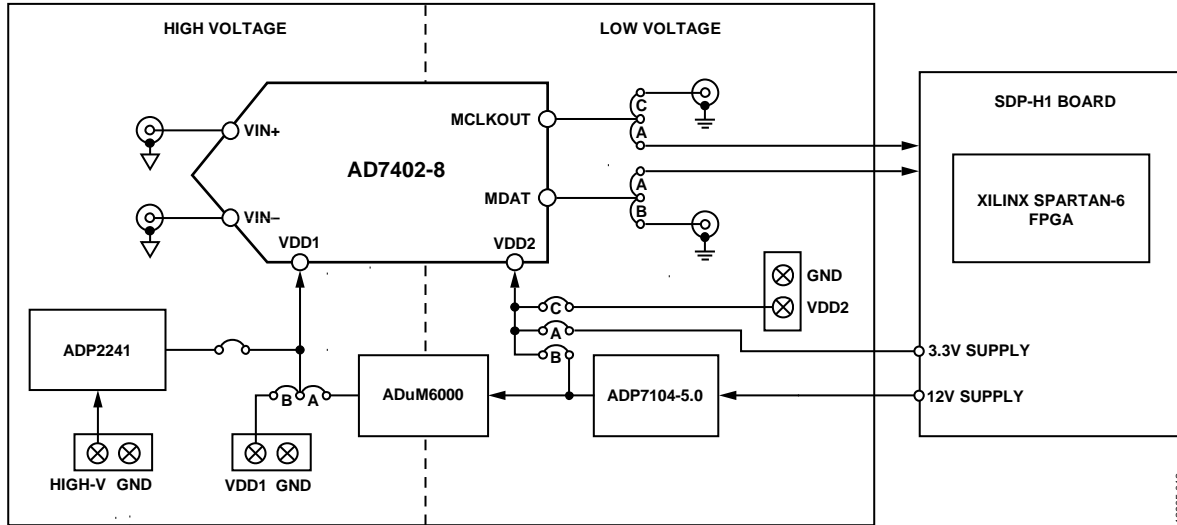 HIGH VOLTAGE
LOW VOLTAGE
SDP-H1 BOARD
XILINX SPARTAN-6
FPGA
VIN+
VIN–
AD7402-8
MCLKOUT
MDAT
VDD1
VDD2
C
A
A
B
GND
VDD2
C
A
B
3.3V SUPPLY
12V SUPPLY
ADP2241
B
A
ADuM6000
ADP7104-5.0
HIGH-V GND
VDD1 GND